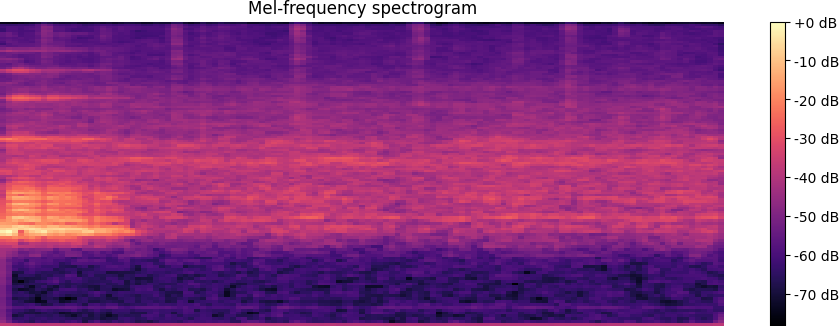 Mel-frequency spectrogram
+0 dB
-10 dB
-20 dB
-30 dB
-40 dB
-50 dB
-60 dB
-70 dB